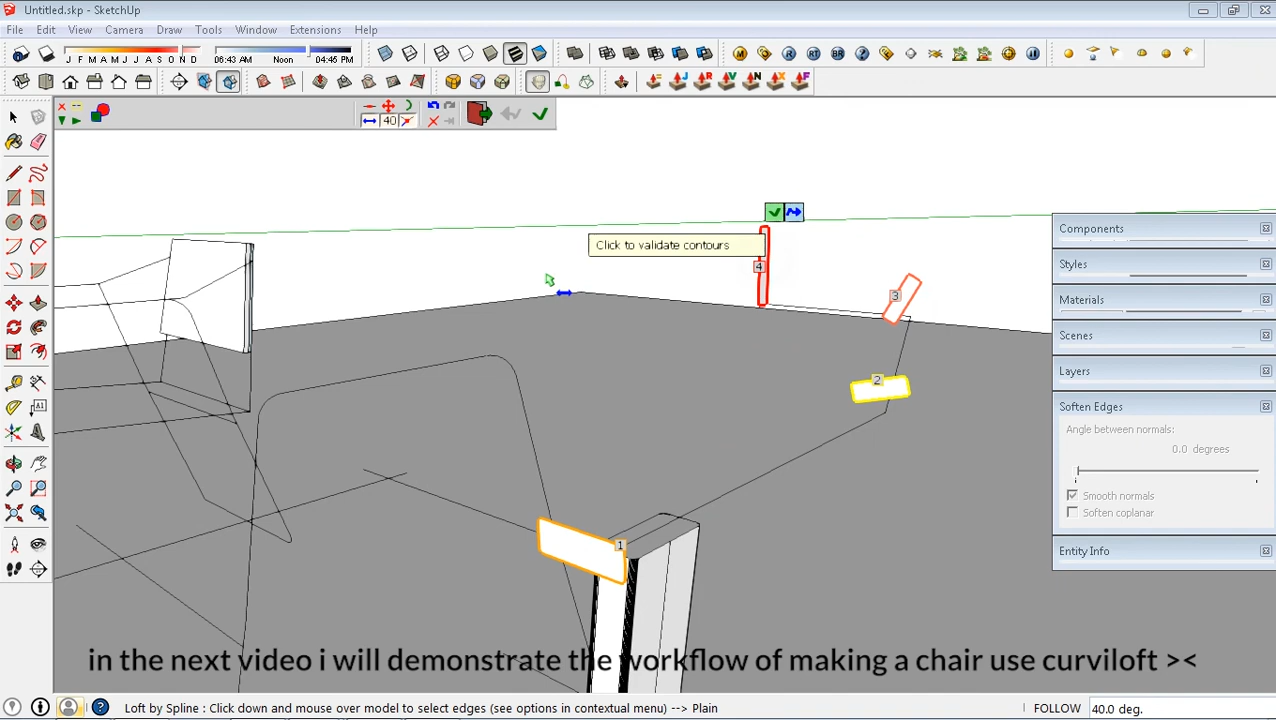 Untitled.skp - SketchUp
File Edit View Camera Draw Tools Window Extensions Help
J F M A M J J A S O N D 06:43 AM Noon 04:45 PM
M R RT BR ?
J R V N X F
40
Click to validate contours
4
3
2
1
A1
Components
Styles
Materials
Scenes
Layers
Soften Edges
Angle between normals:
0.0 degrees
Smooth normals
Soften coplanar
Entity Info
in the next video i will demonstrate the workflow of making a chair use curviloft ><
Loft by Spline : Click down and mouse over model to select edges (see options in contextual menu) --> Plain FOLLOW 40.0 deg.